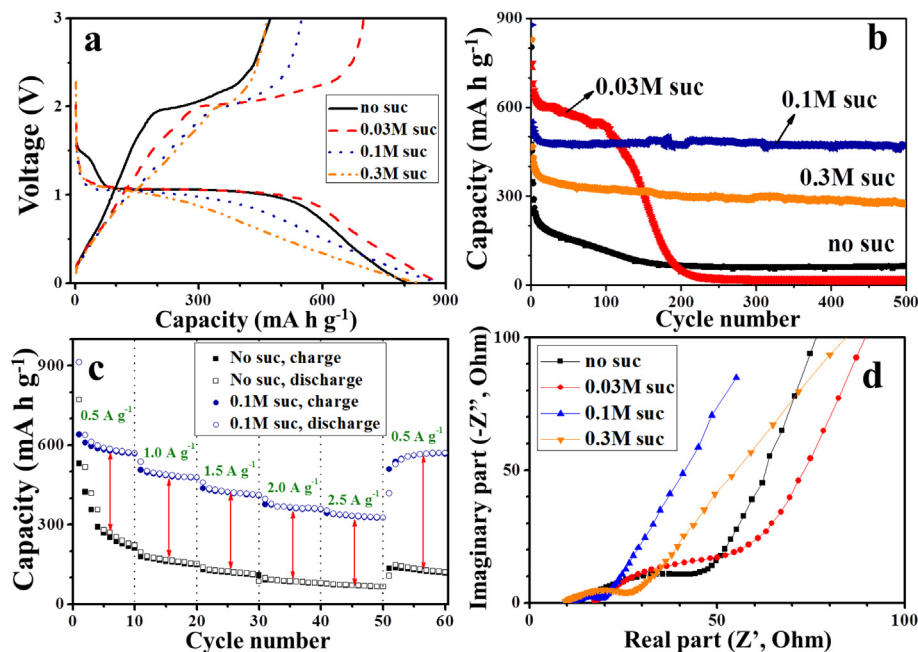 a
Voltage (V)
3
2
1
0
no suc
0.03M suc
0.1M suc
0.3M suc
0 300 600 900
Capacity (mA h g-1)
b
Capacity (mA h g-1)
900
600
300
0
0.03M suc
0.1M suc
0.3M suc
no suc
0 100 200 300 400 500
Cycle number
c
Capacity (mA h g-1)
900
600
300
0
No suc, charge
No suc, discharge
0.1M suc, charge
0.1M suc, discharge
0.5 A g-1
1.0 A g-1
1.5 A g-1
2.0 A g-1
2.5 A g-1
0.5 A g-1
0 10 20 30 40 50 60
Cycle number
d
Imaginary part (-Z", Ohm)
100
50
0
no suc
0.03M suc
0.1M suc
0.3M suc
0 50 100
Real part (Z', Ohm)